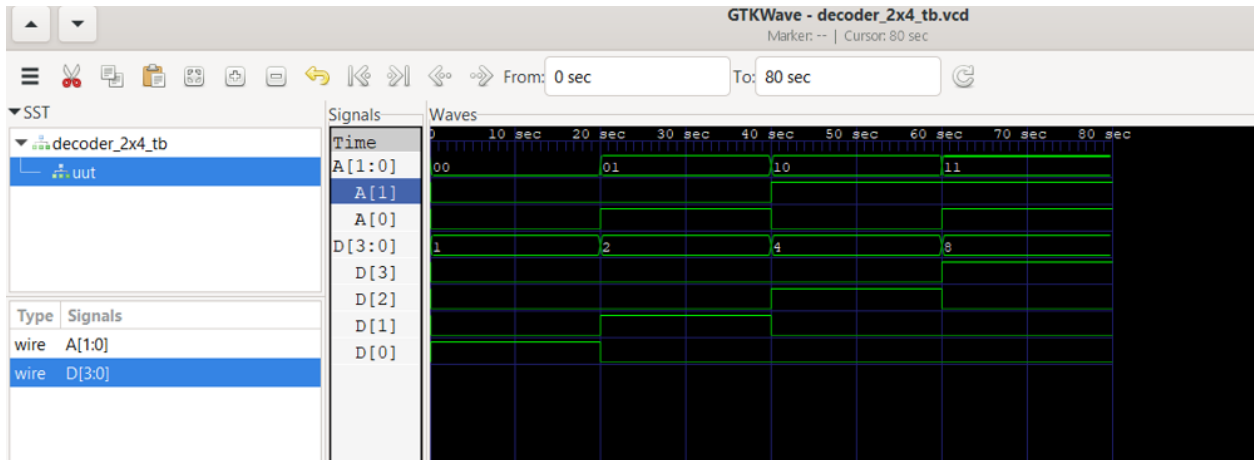 GTKWave - decoder_2x4_tb.vcd
Marker: -- | Cursor: 80 sec
From: 0 sec To: 80 sec
SST
decoder_2x4_tb
uut
Type Signals
wire A[1:0]
wire D[3:0]
Signals
Time
A[1:0]
A[1]
A[0]
D[3:0]
D[3]
D[2]
D[1]
D[0]
Waves
0 10 sec 20 sec 30 sec 40 sec 50 sec 60 sec 70 sec 80 sec
00 01 10 11
1 2 4 8